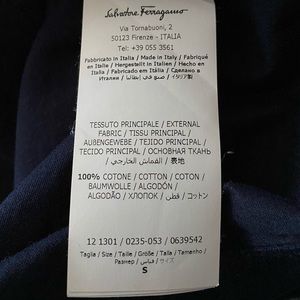 Salvatore Ferragamo
Via Tornabuoni, 2
50123 Firenze - ITALIA
Tel: +39 055 3561
Fabbricato in Italia / Made in Italy / Fabriqué
en Italie / Hergestellt in Italien / Hecho en
Italia / Fabricado em Itália / Сделано в
Италии / صنع في إيطاليا / イタリア製
TESSUTO PRINCIPALE / EXTERNAL
FABRIC / TISSU PRINCIPAL /
AUßENGEWEBE / TEJIDO PRINCIPAL /
TECIDO PRINCIPAL / ОСНОВНАЯ ТКАНЬ
/ القماش الخارجي / 表地
100% COTONE / COTTON / COTON /
BAUMWOLLE / ALGODÓN /
ALGODÃO / ХЛОПОК / قطن / コットン
12 1301 / 0235-053 / 0639542
Taglia / Size / Taille / Größe / Talla / Tamanho /
Размер / قياس / サイズ
S